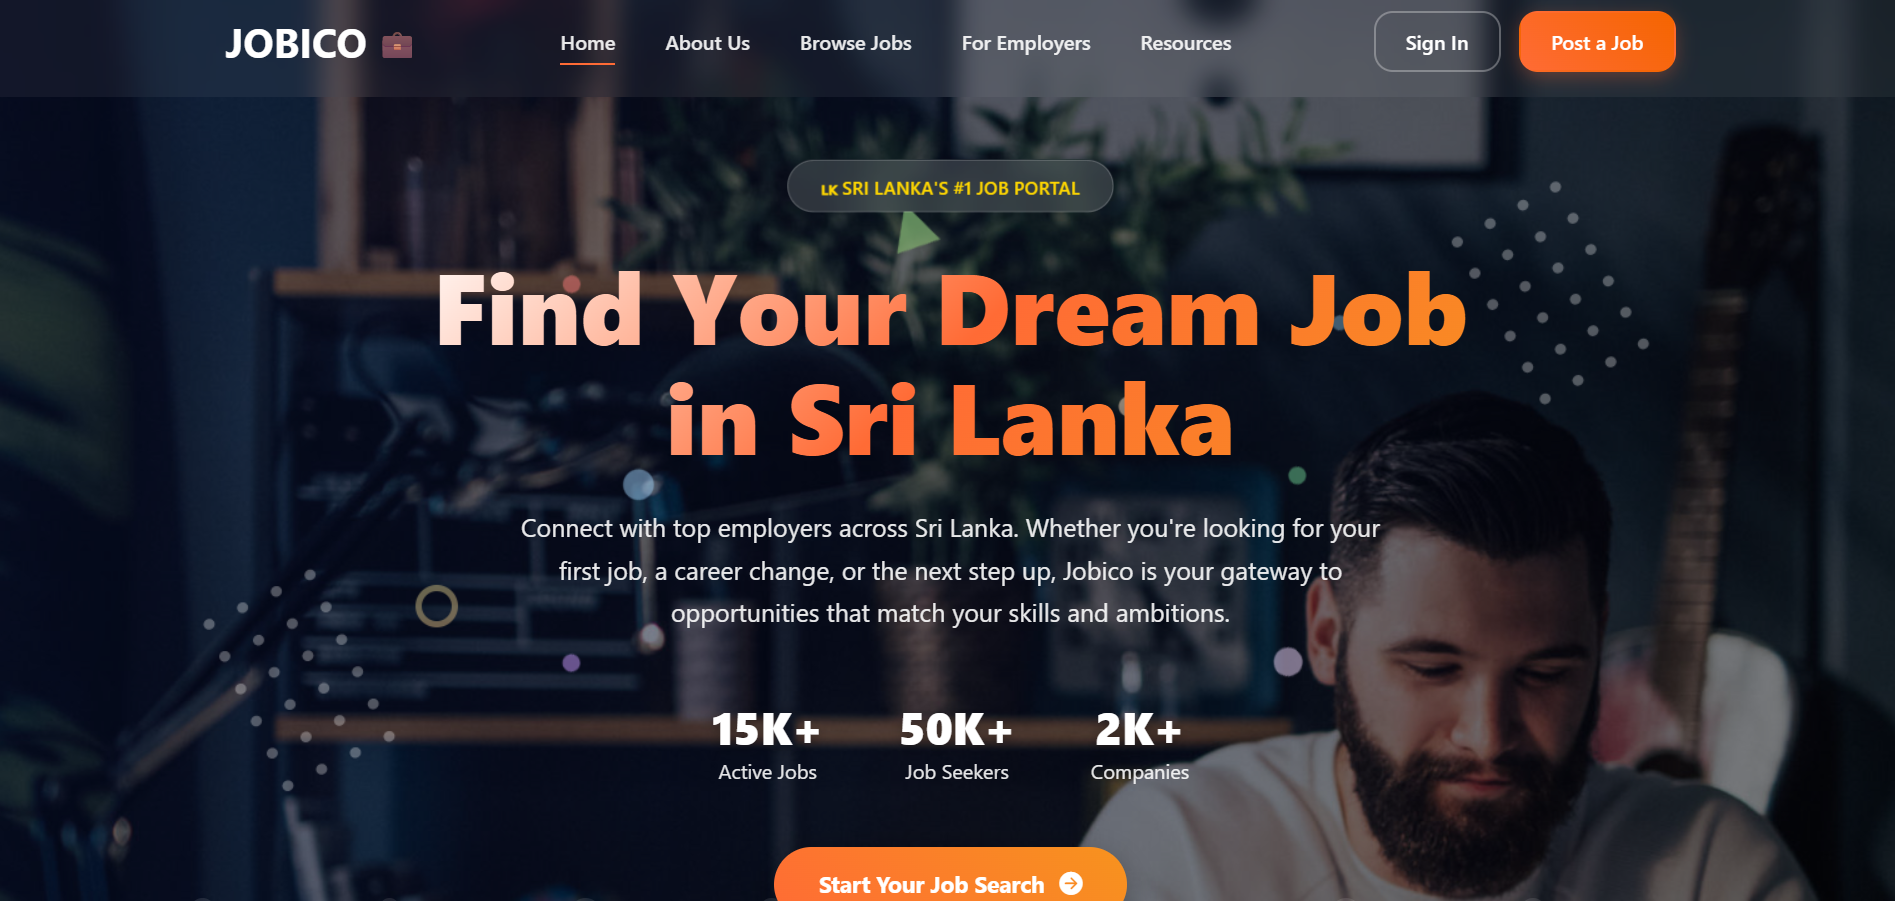 JOBICO
Home
About Us
Browse Jobs
For Employers
Resources
Sign In
Post a Job
LK SRI LANKA'S #1 JOB PORTAL
Find Your Dream Job
in Sri Lanka
Connect with top employers across Sri Lanka. Whether you're looking for your
first job, a career change, or the next step up, Jobico is your gateway to
opportunities that match your skills and ambitions.
15K+
Active Jobs
50K+
Job Seekers
2K+
Companies
Start Your Job Search